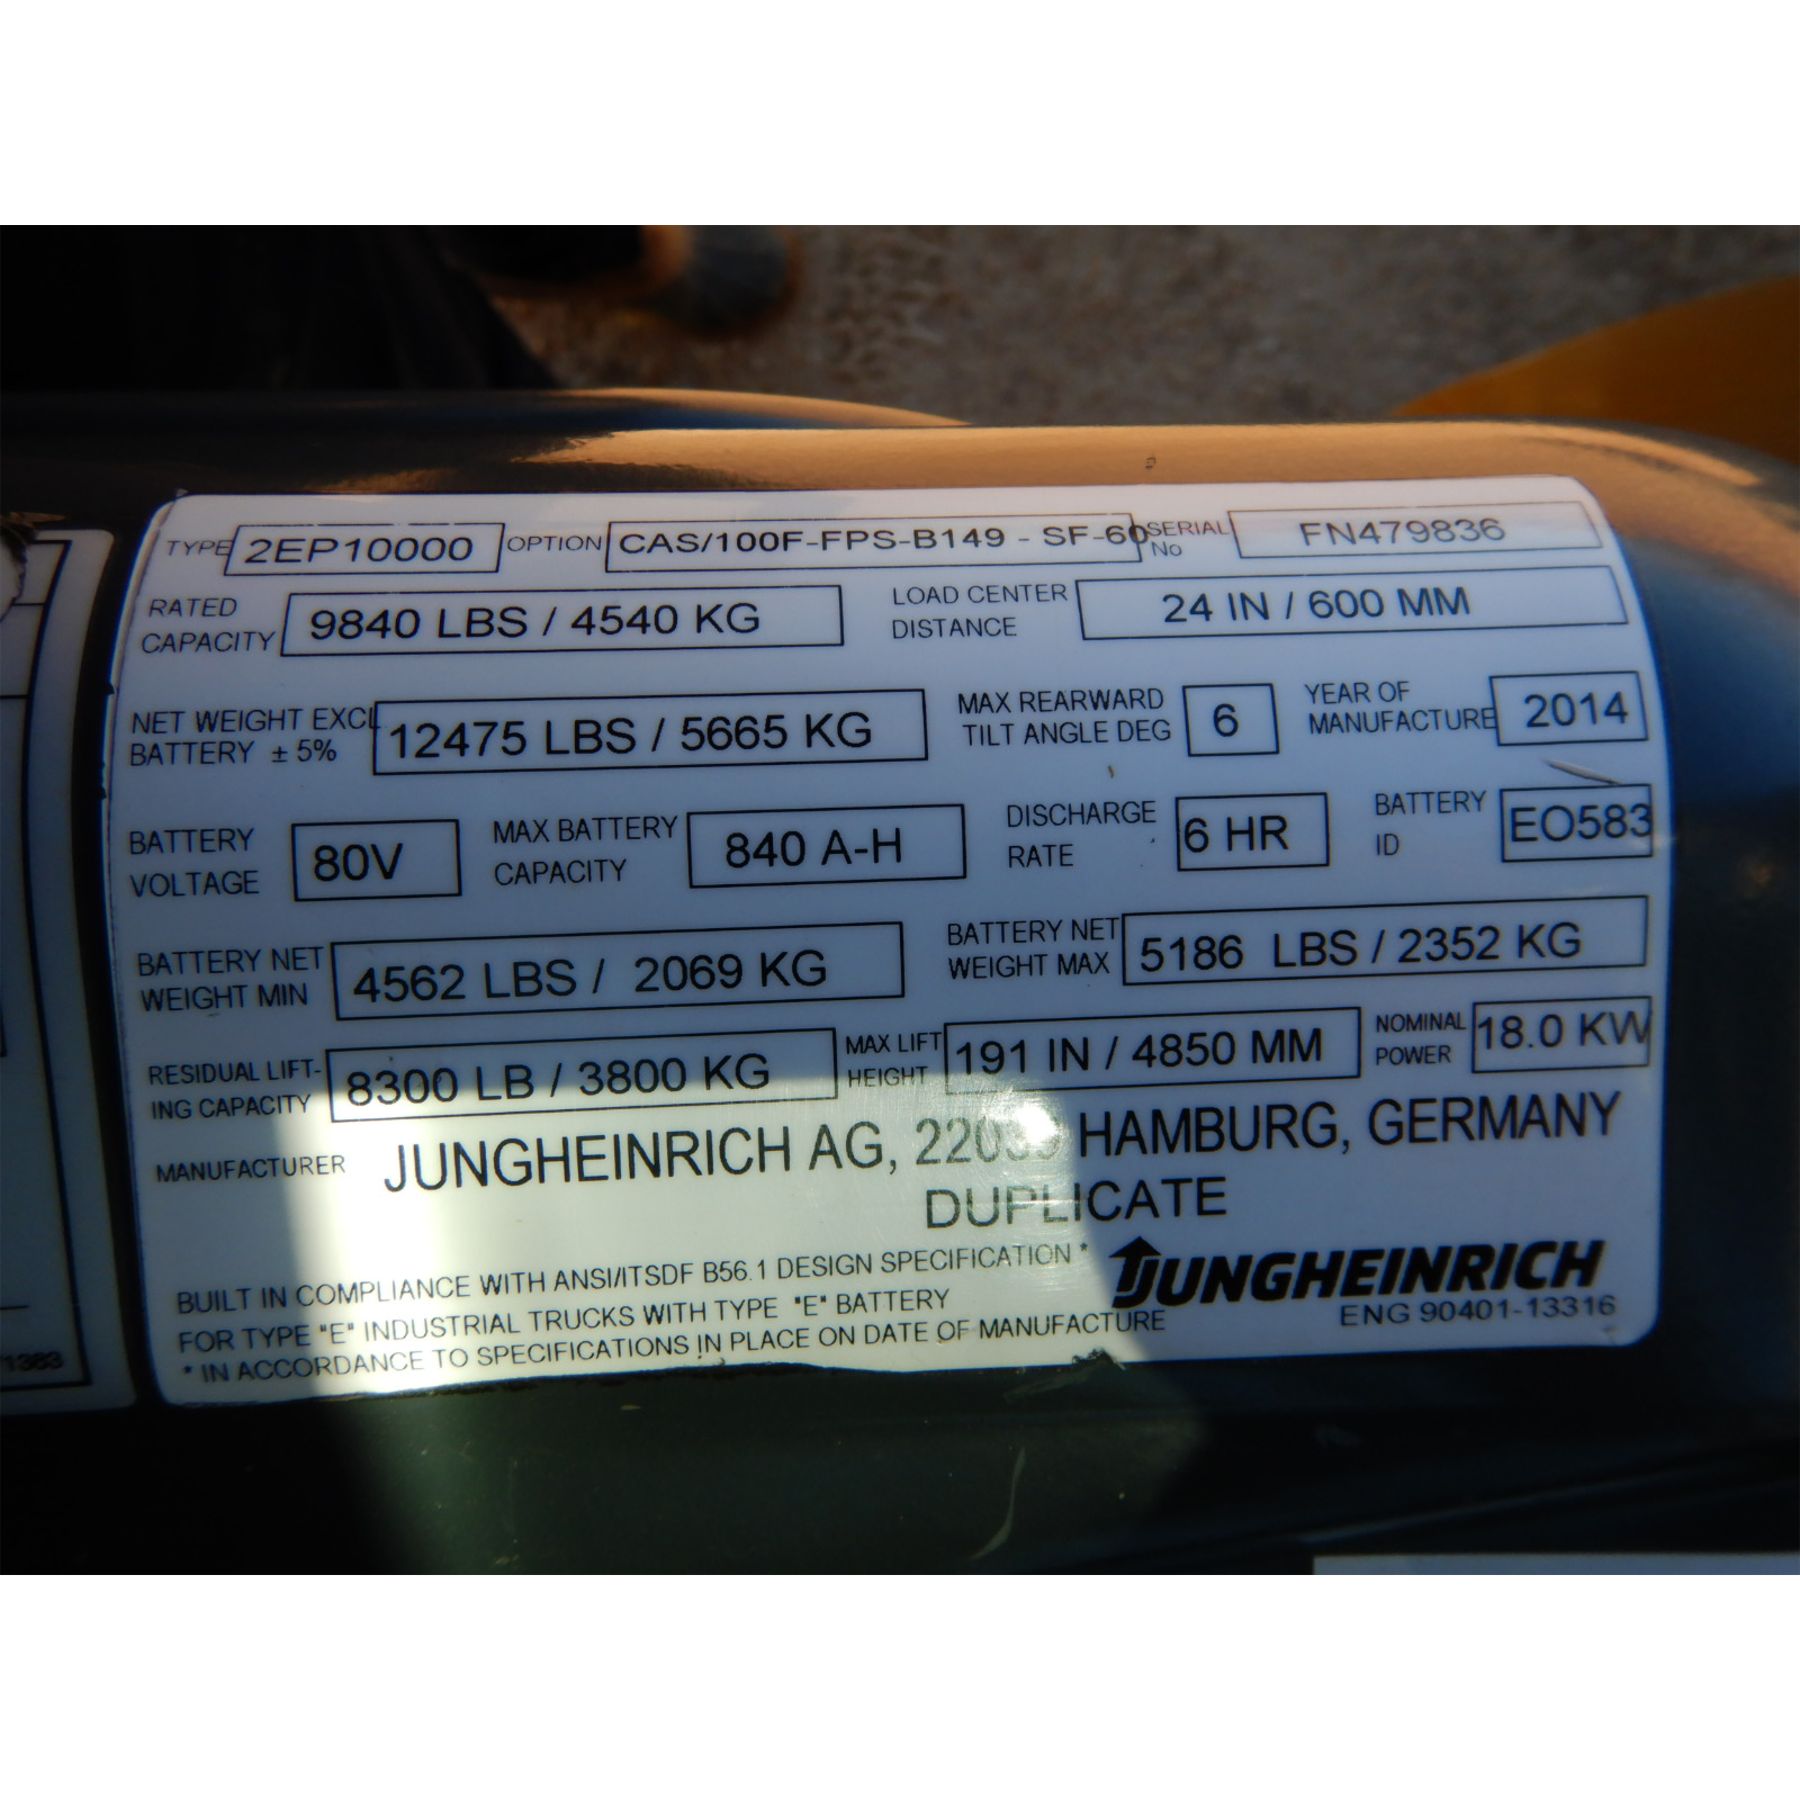 TYPE 2EP10000 OPTION CAS/100F-FPS-B149 - SF-60 SERIAL No FN479836
RATED CAPACITY 9840 LBS / 4540 KG LOAD CENTER DISTANCE 24 IN / 600 MM
NET WEIGHT EXCL BATTERY ± 5% 12475 LBS / 5665 KG MAX REARWARD TILT ANGLE DEG 6 YEAR OF MANUFACTURE 2014
BATTERY VOLTAGE 80V MAX BATTERY CAPACITY 840 A-H DISCHARGE RATE 6 HR BATTERY ID EO583
BATTERY NET WEIGHT MIN 4562 LBS / 2069 KG BATTERY NET WEIGHT MAX 5186 LBS / 2352 KG
RESIDUAL LIFT-ING CAPACITY 8300 LB / 3800 KG MAX LIFT HEIGHT 191 IN / 4850 MM NOMINAL POWER 18.0 KW
MANUFACTURER JUNGHEINRICH AG, HAMBURG, GERMANY
DUPLICATE
BUILT IN COMPLIANCE WITH ANSI/ITSDF B56.1 DESIGN SPECIFICATION *
FOR TYPE "E" INDUSTRIAL TRUCKS WITH TYPE "E" BATTERY
* IN ACCORDANCE TO SPECIFICATIONS IN PLACE ON DATE OF MANUFACTURE
JUNGHEINRICH
ENG 90401-13316
1383